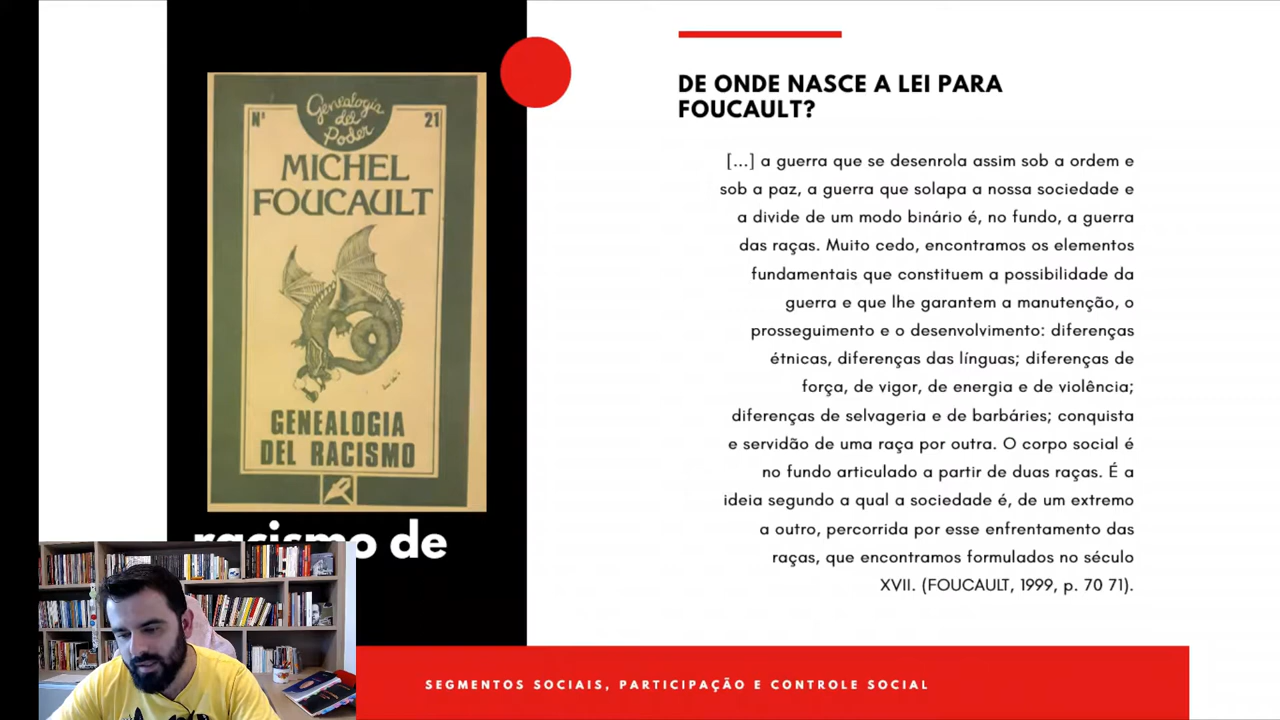 Genealogía
del
Poder
Nº 21
MICHEL
FOUCAULT
GENEALOGIA
DEL RACISMO
racismo de
DE ONDE NASCE A LEI PARA
FOUCAULT?
[...] a guerra que se desenrola assim sob a ordem e
sob a paz, a guerra que solapa a nossa sociedade e
a divide de um modo binário é, no fundo, a guerra
das raças. Muito cedo, encontramos os elementos
fundamentais que constituem a possibilidade da
guerra e que lhe garantem a manutenção, o
prosseguimento e o desenvolvimento: diferenças
étnicas, diferenças das línguas; diferenças de
força, de vigor, de energia e de violência;
diferenças de selvageria e de barbáries; conquista
e servidão de uma raça por outra. O corpo social é
no fundo articulado a partir de duas raças. É a
ideia segundo a qual a sociedade é, de um extremo
a outro, percorrida por esse enfrentamento das
raças, que encontramos formulados no século
XVII. (FOUCAULT, 1999, p. 70 71).
SEGMENTOS SOCIAIS, PARTICIPAÇÃO E CONTROLE SOCIAL